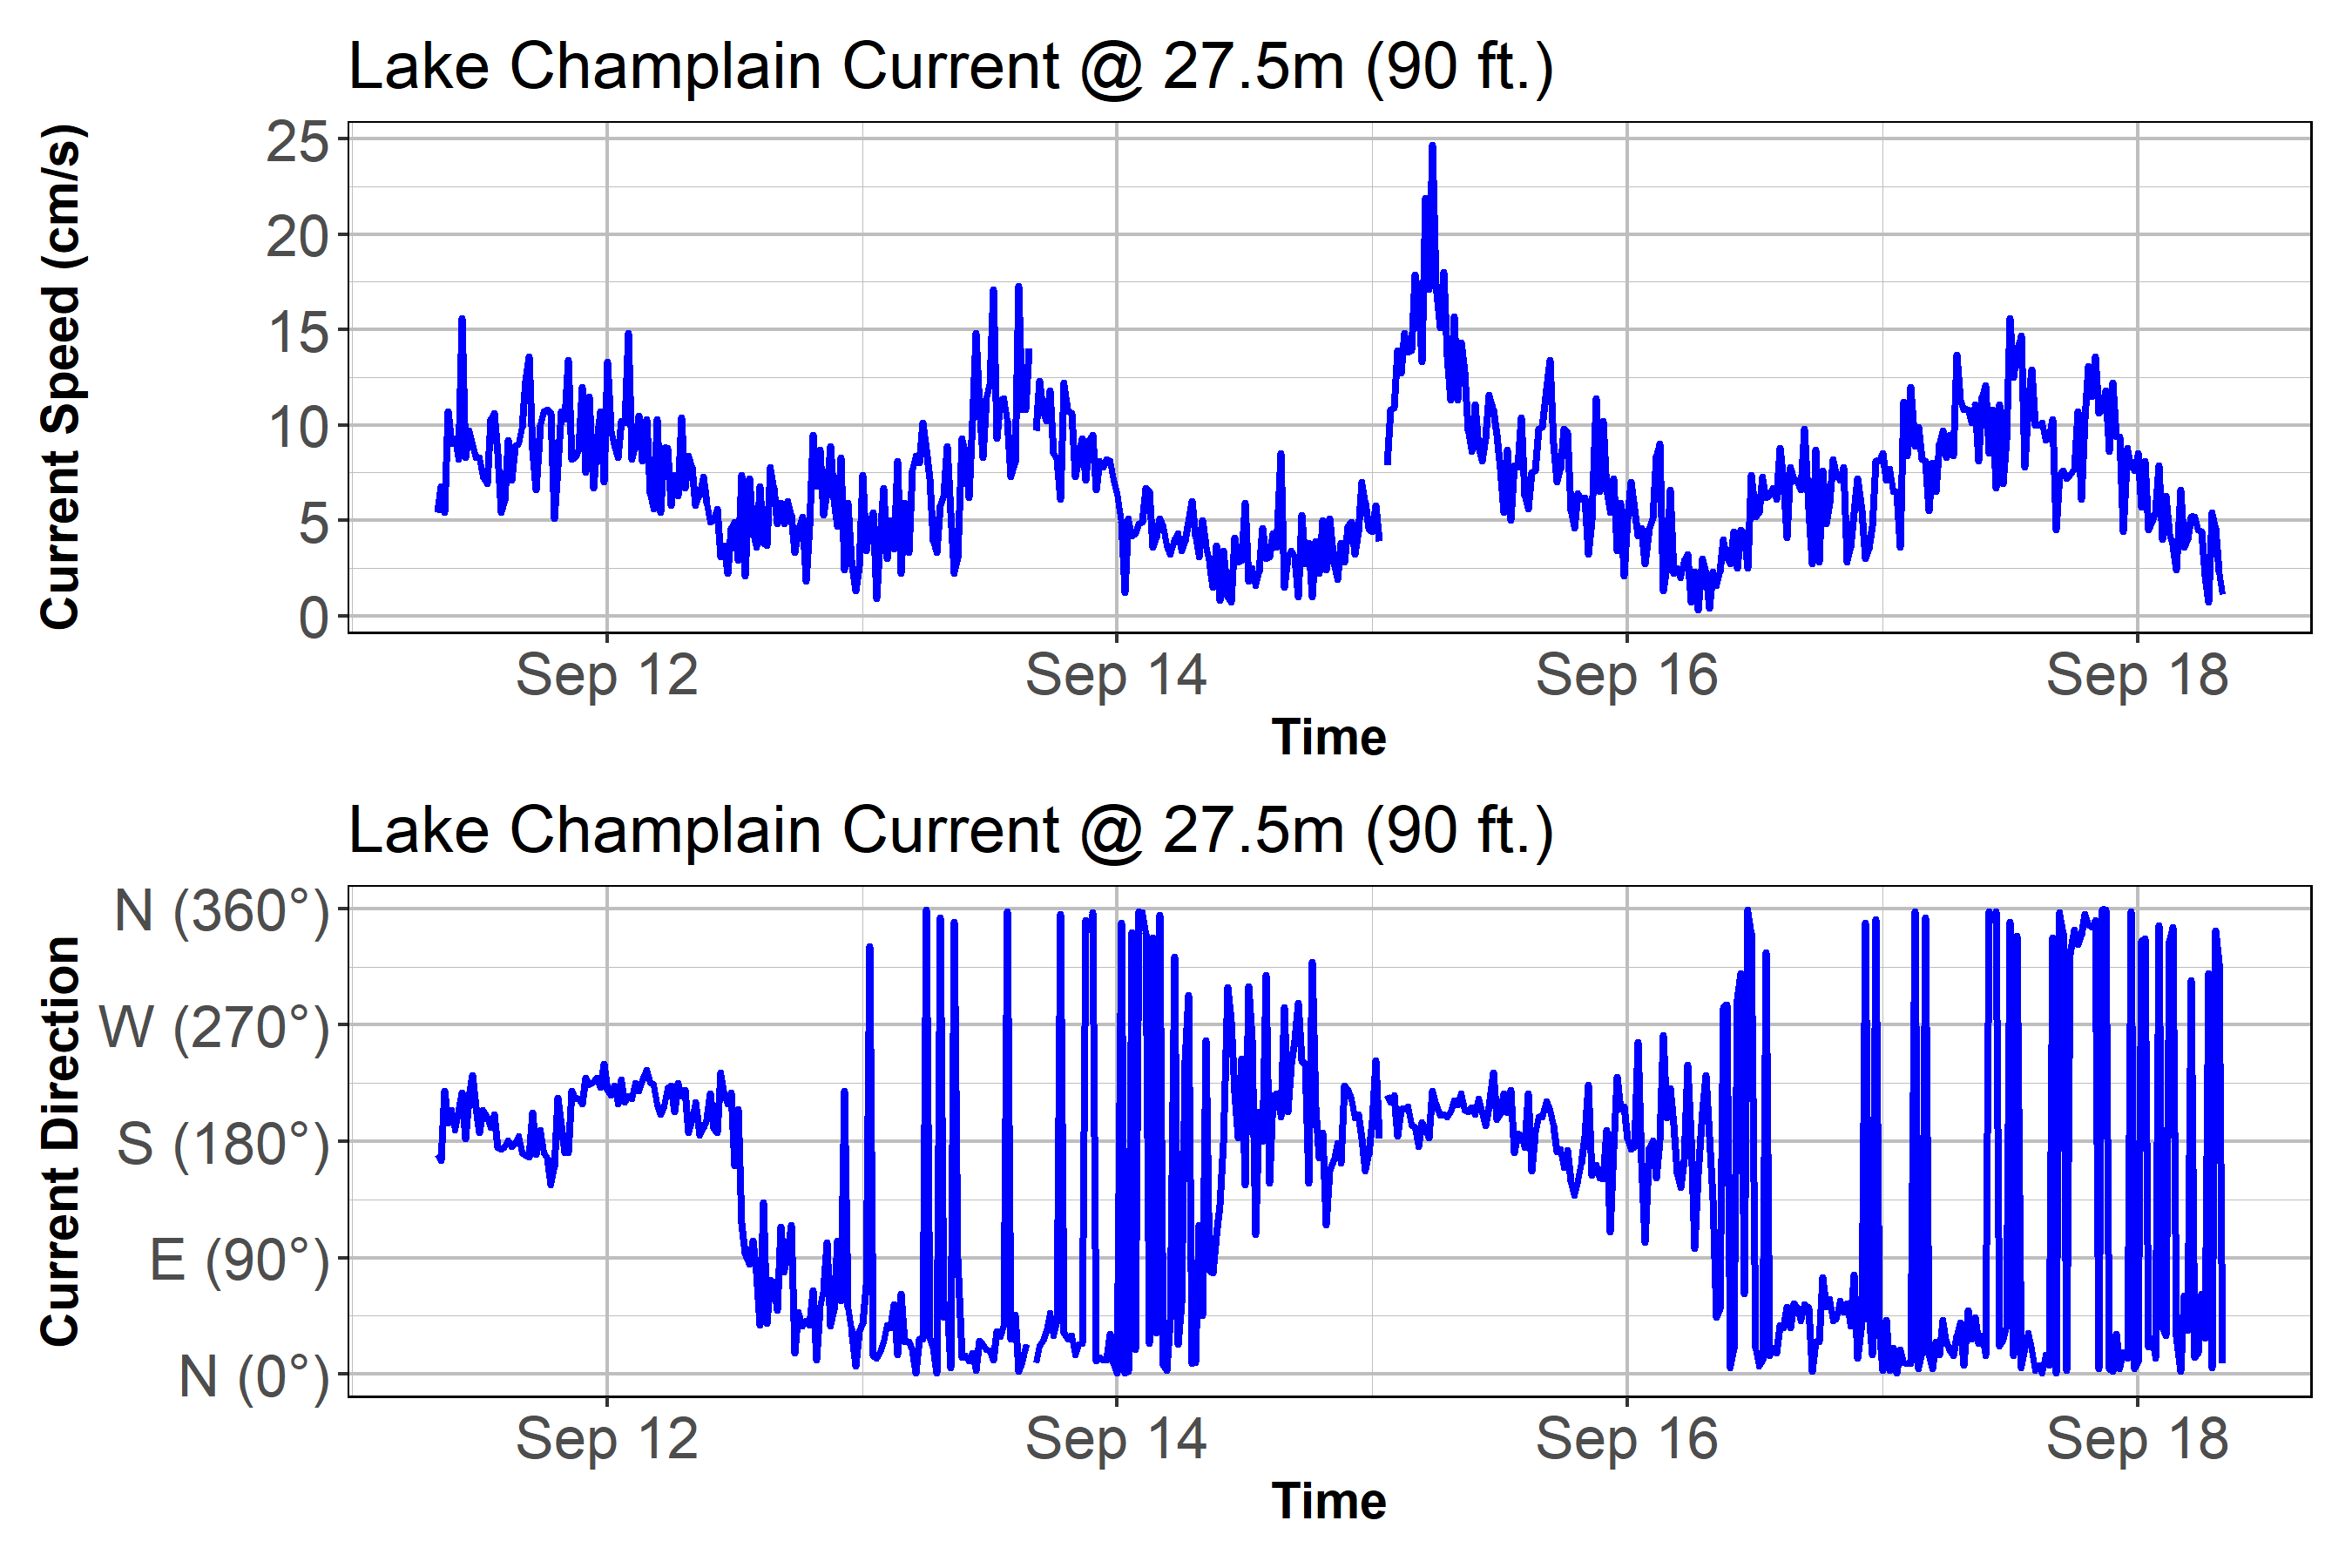 Lake Champlain Current @ 27.5m (90 ft.)
Current Speed (cm/s)
25
20
15
10
5
0
Sep 12 Sep 14 Sep 16 Sep 18
Time
Lake Champlain Current @ 27.5m (90 ft.)
Current Direction
N (360°)
W (270°)
S (180°)
E (90°)
N (0°)
Sep 12 Sep 14 Sep 16 Sep 18
Time